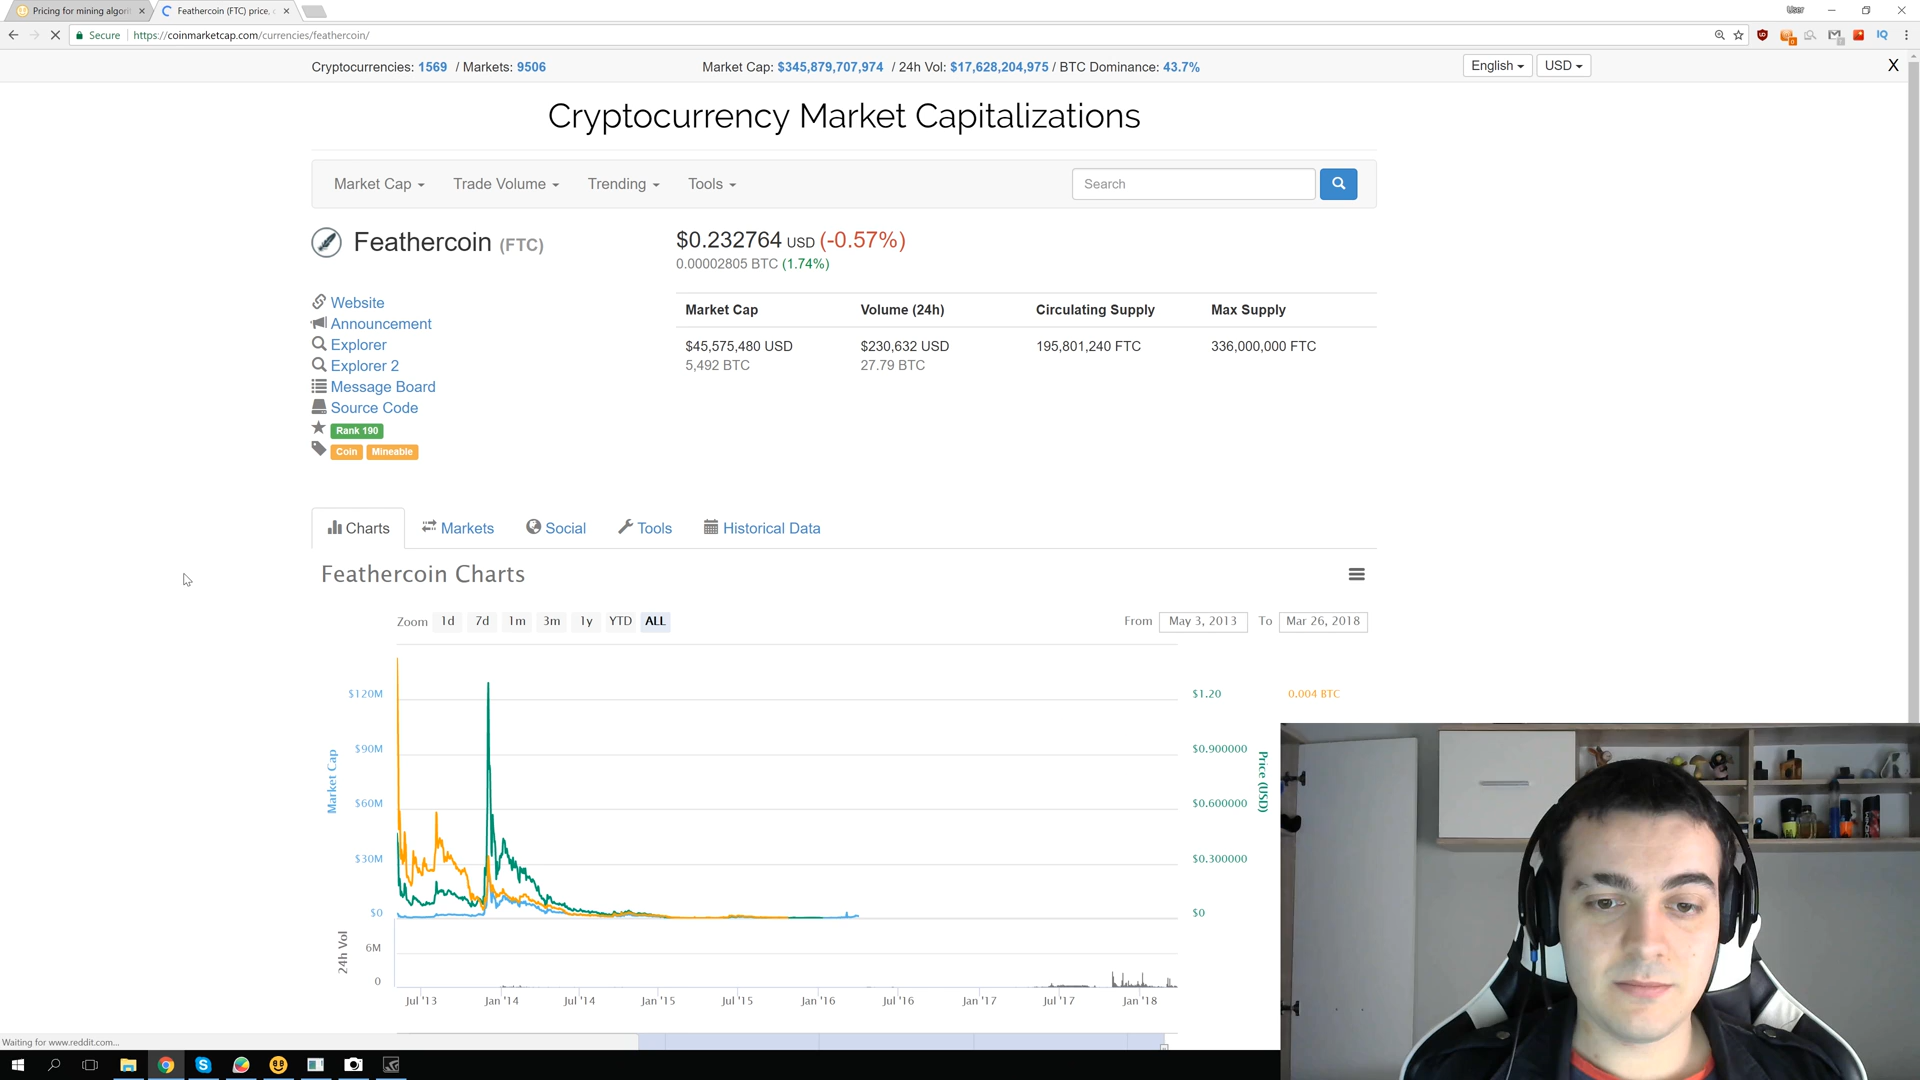 Pricing for mining algori
Feathercoin (FTC) price, c
User
Secure
https://coinmarketcap.com/currencies/feathercoin/
Cryptocurrencies: 1569 / Markets: 9506
Market Cap: $345,879,707,974 / 24h Vol: $17,628,204,975 / BTC Dominance: 43.7%
English
USD
X
Cryptocurrency Market Capitalizations
Market Cap
Trade Volume
Trending
Tools
Search
Feathercoin (FTC)
$0.232764 USD (-0.57%)
0.00002805 BTC (1.74%)
Website
Announcement
Explorer
Explorer 2
Message Board
Source Code
Rank 190
Coin Mineable
Market Cap Volume (24h) Circulating Supply Max Supply
$45,575,480 USD $230,632 USD 195,801,240 FTC 336,000,000 FTC
5,492 BTC 27.79 BTC
Charts
Markets
Social
Tools
Historical Data
Feathercoin Charts
Zoom 1d 7d 1m 3m 1y YTD ALL
From May 3, 2013 To Mar 26, 2018
$120M $1.20 0.004 BTC
$90M $0.900000
$60M $0.600000
$30M $0.300000
$0 $0
Market Cap
Price (USD)
24h Vol
6M
0
Jul '13 Jan '14 Jul '14 Jan '15 Jul '15 Jan '16 Jul '16 Jan '17 Jul '17 Jan '18
Waiting for www.reddit.com...